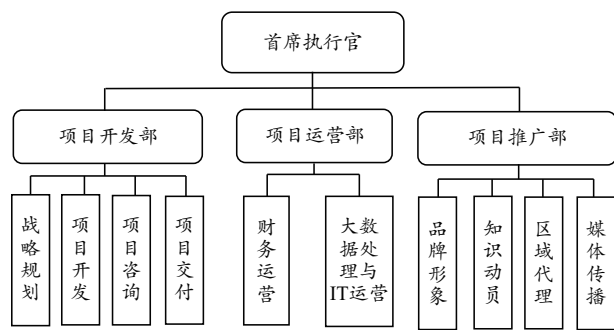 首席执行官
项目开发部
项目运营部
项目推广部
战略规划
项目开发
项目咨询
项目交付
财务运营
大数据处理与IT运营
品牌形象
知识动员
区域代理
媒体传播